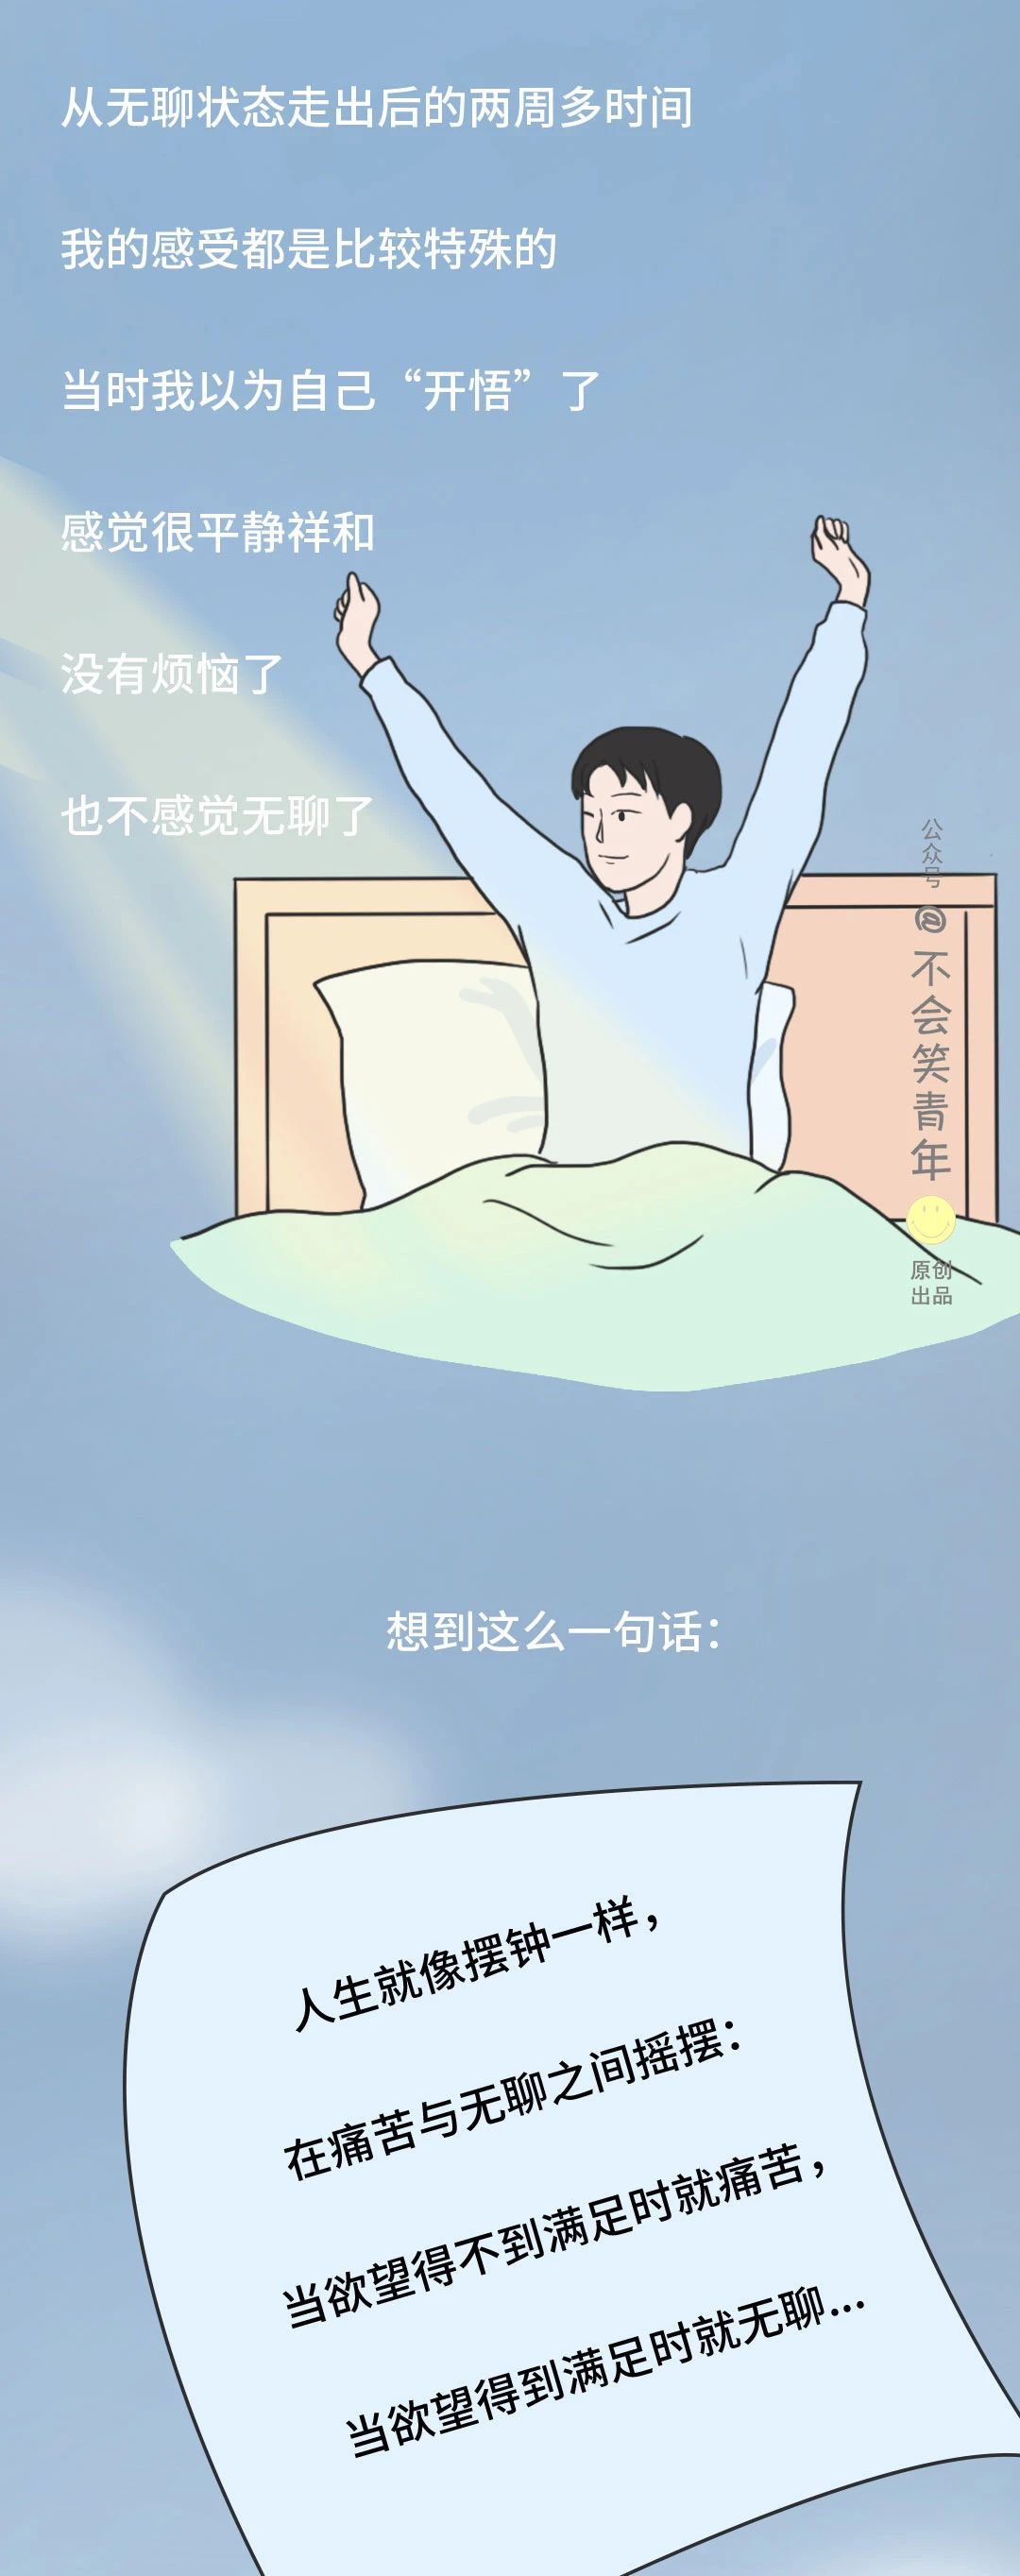 从无聊状态走出后的两周多时间
我的感受都是比较特殊的
当时我以为自己“开悟”了
感觉很平静祥和
没有烦恼了
也不感觉无聊了
公众号
@不会笑青年
原创
出品
想到这么一句话：
人生就像摆钟一样，
在痛苦与无聊之间摇摆：
当欲望得不到满足时就痛苦，
当欲望得到满足时就无聊...